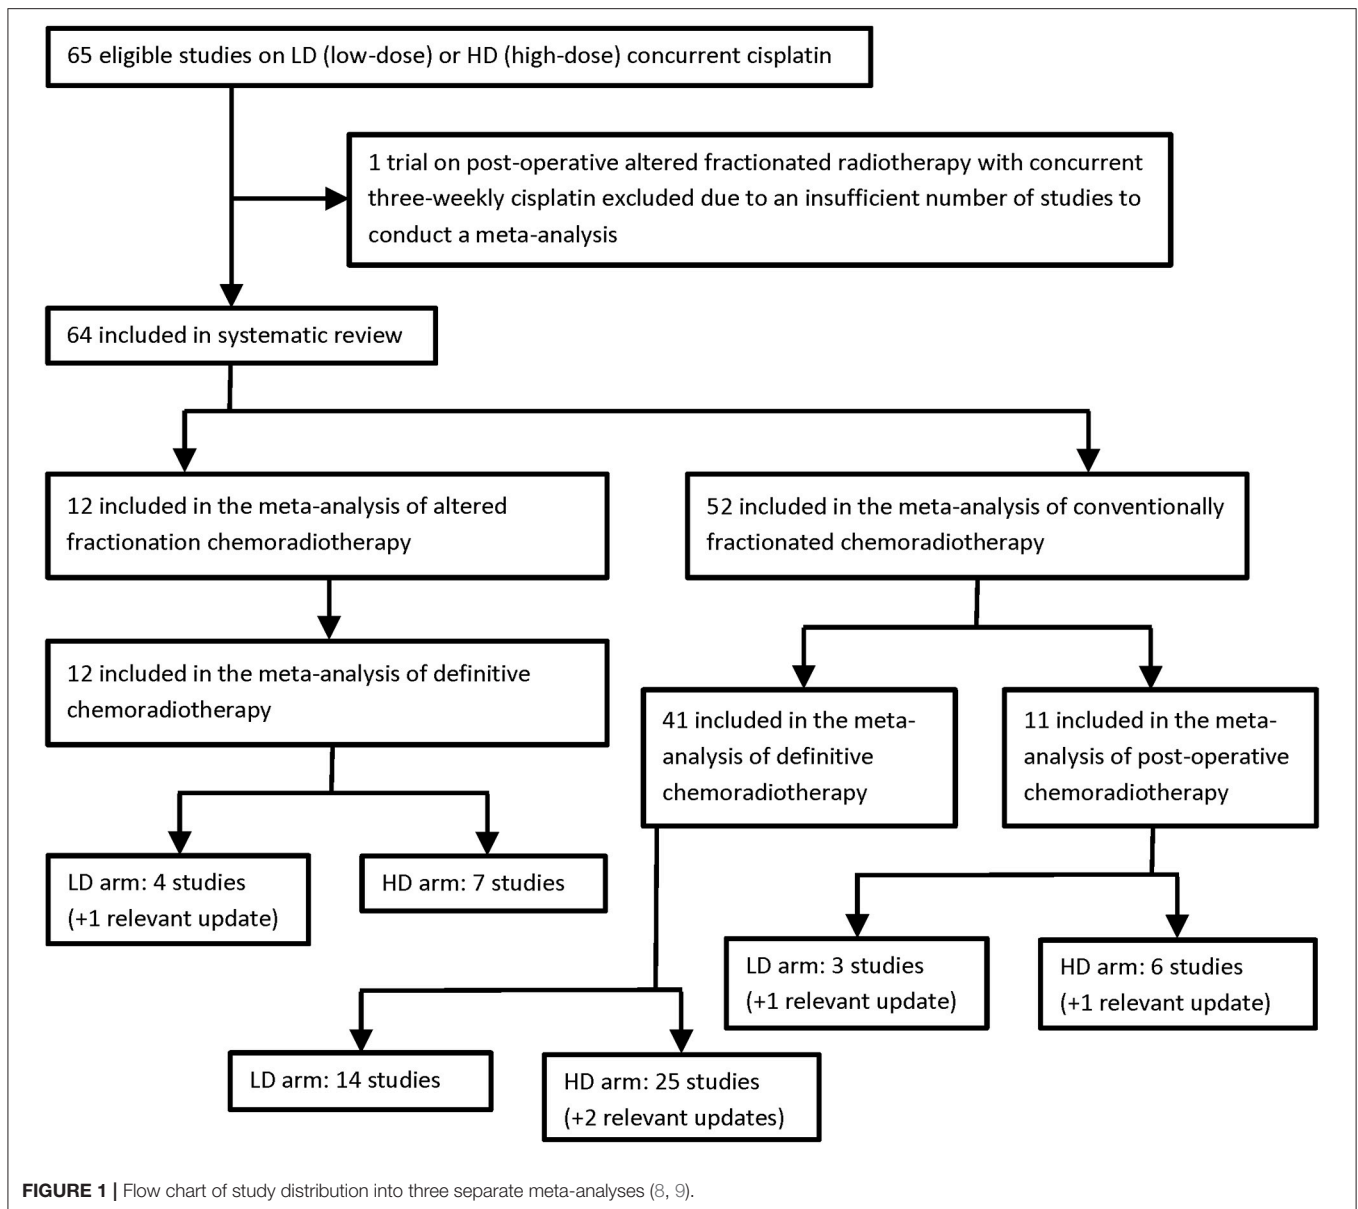 65 eligible studies on LD (low-dose) or HD (high-dose) concurrent cisplatin
1 trial on post-operative altered fractionated radiotherapy with concurrent
three-weekly cisplatin excluded due to an insufficient number of studies to
conduct a meta-analysis
64 included in systematic review
12 included in the meta-analysis of altered
fractionation chemoradiotherapy
52 included in the meta-analysis of conventionally
fractionated chemoradiotherapy
12 included in the meta-analysis of definitive
chemoradiotherapy
41 included in the meta-
analysis of definitive
chemoradiotherapy
11 included in the meta-
analysis of post-operative
chemoradiotherapy
LD arm: 4 studies
(+1 relevant update)
HD arm: 7 studies
LD arm: 3 studies
(+1 relevant update)
HD arm: 6 studies
(+1 relevant update)
LD arm: 14 studies
HD arm: 25 studies
(+2 relevant updates)
FIGURE 1 | Flow chart of study distribution into three separate meta-analyses (8, 9).